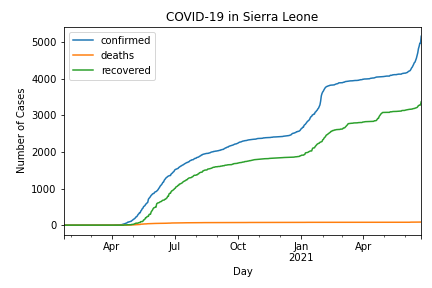 COVID-19 in Sierra Leone
confirmed
deaths
recovered
Number of Cases
5000
4000
3000
2000
1000
0
Apr
Jul
Oct
Jan
2021
Apr
Day